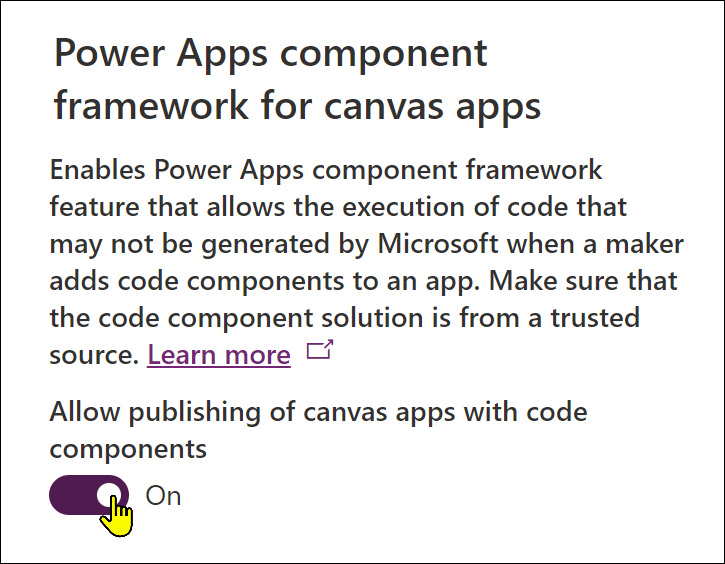 Power Apps component
framework for canvas apps
Enables Power Apps component framework
feature that allows the execution of code that
may not be generated by Microsoft when a maker
adds code components to an app. Make sure that
the code component solution is from a trusted
source. Learn more
Allow publishing of canvas apps with code
components
On